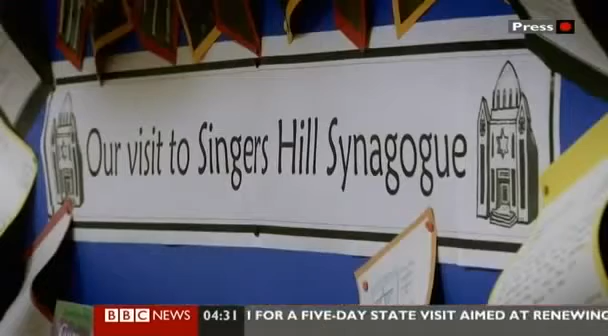 Press
Our visit to Singers Hill Synagogue
BBC NEWS 04:31 I FOR A FIVE-DAY STATE VISIT AIMED AT RENEWING